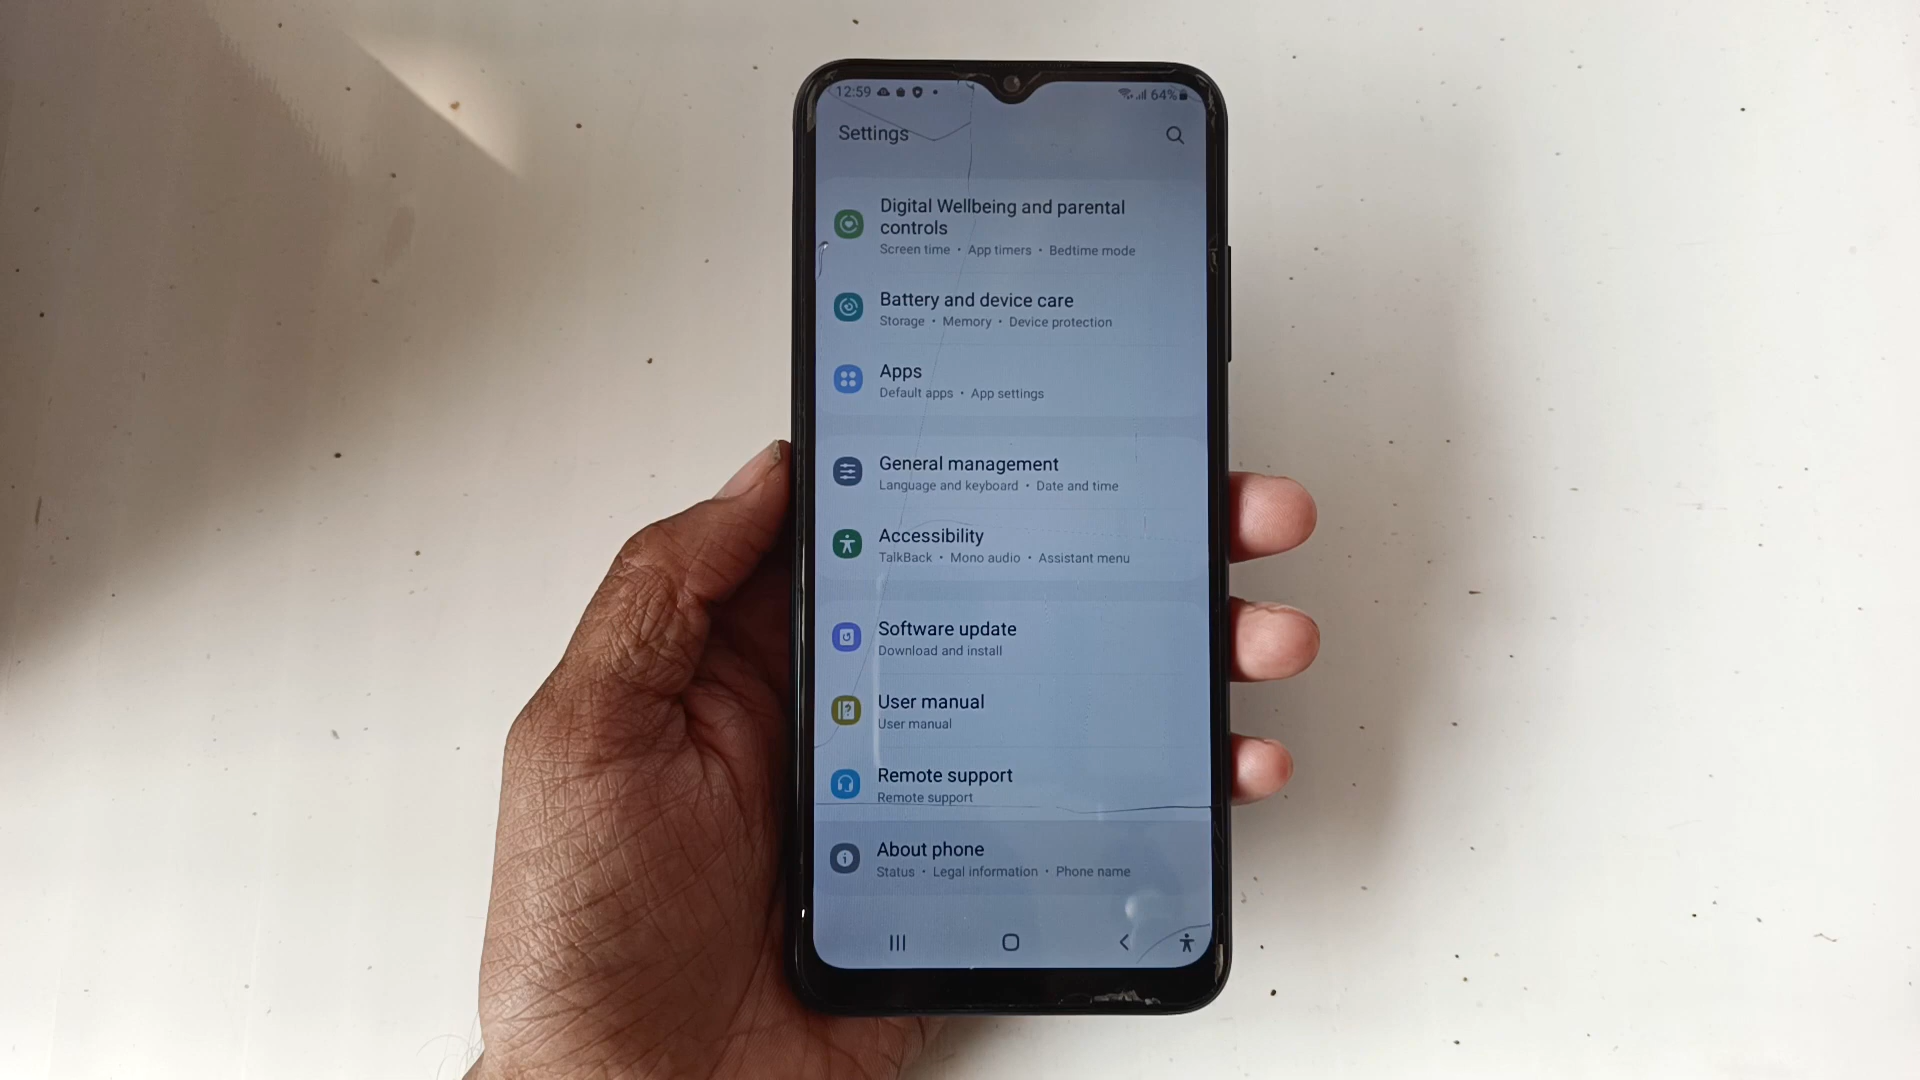 12:59 64%
Settings
Digital Wellbeing and parental
controls
Screen time • App timers • Bedtime mode
Battery and device care
Storage • Memory • Device protection
Apps
Default apps • App settings
General management
Language and keyboard • Date and time
Accessibility
TalkBack • Mono audio • Assistant menu
Software update
Download and install
User manual
User manual
Remote support
Remote support
About phone
Status • Legal information • Phone name